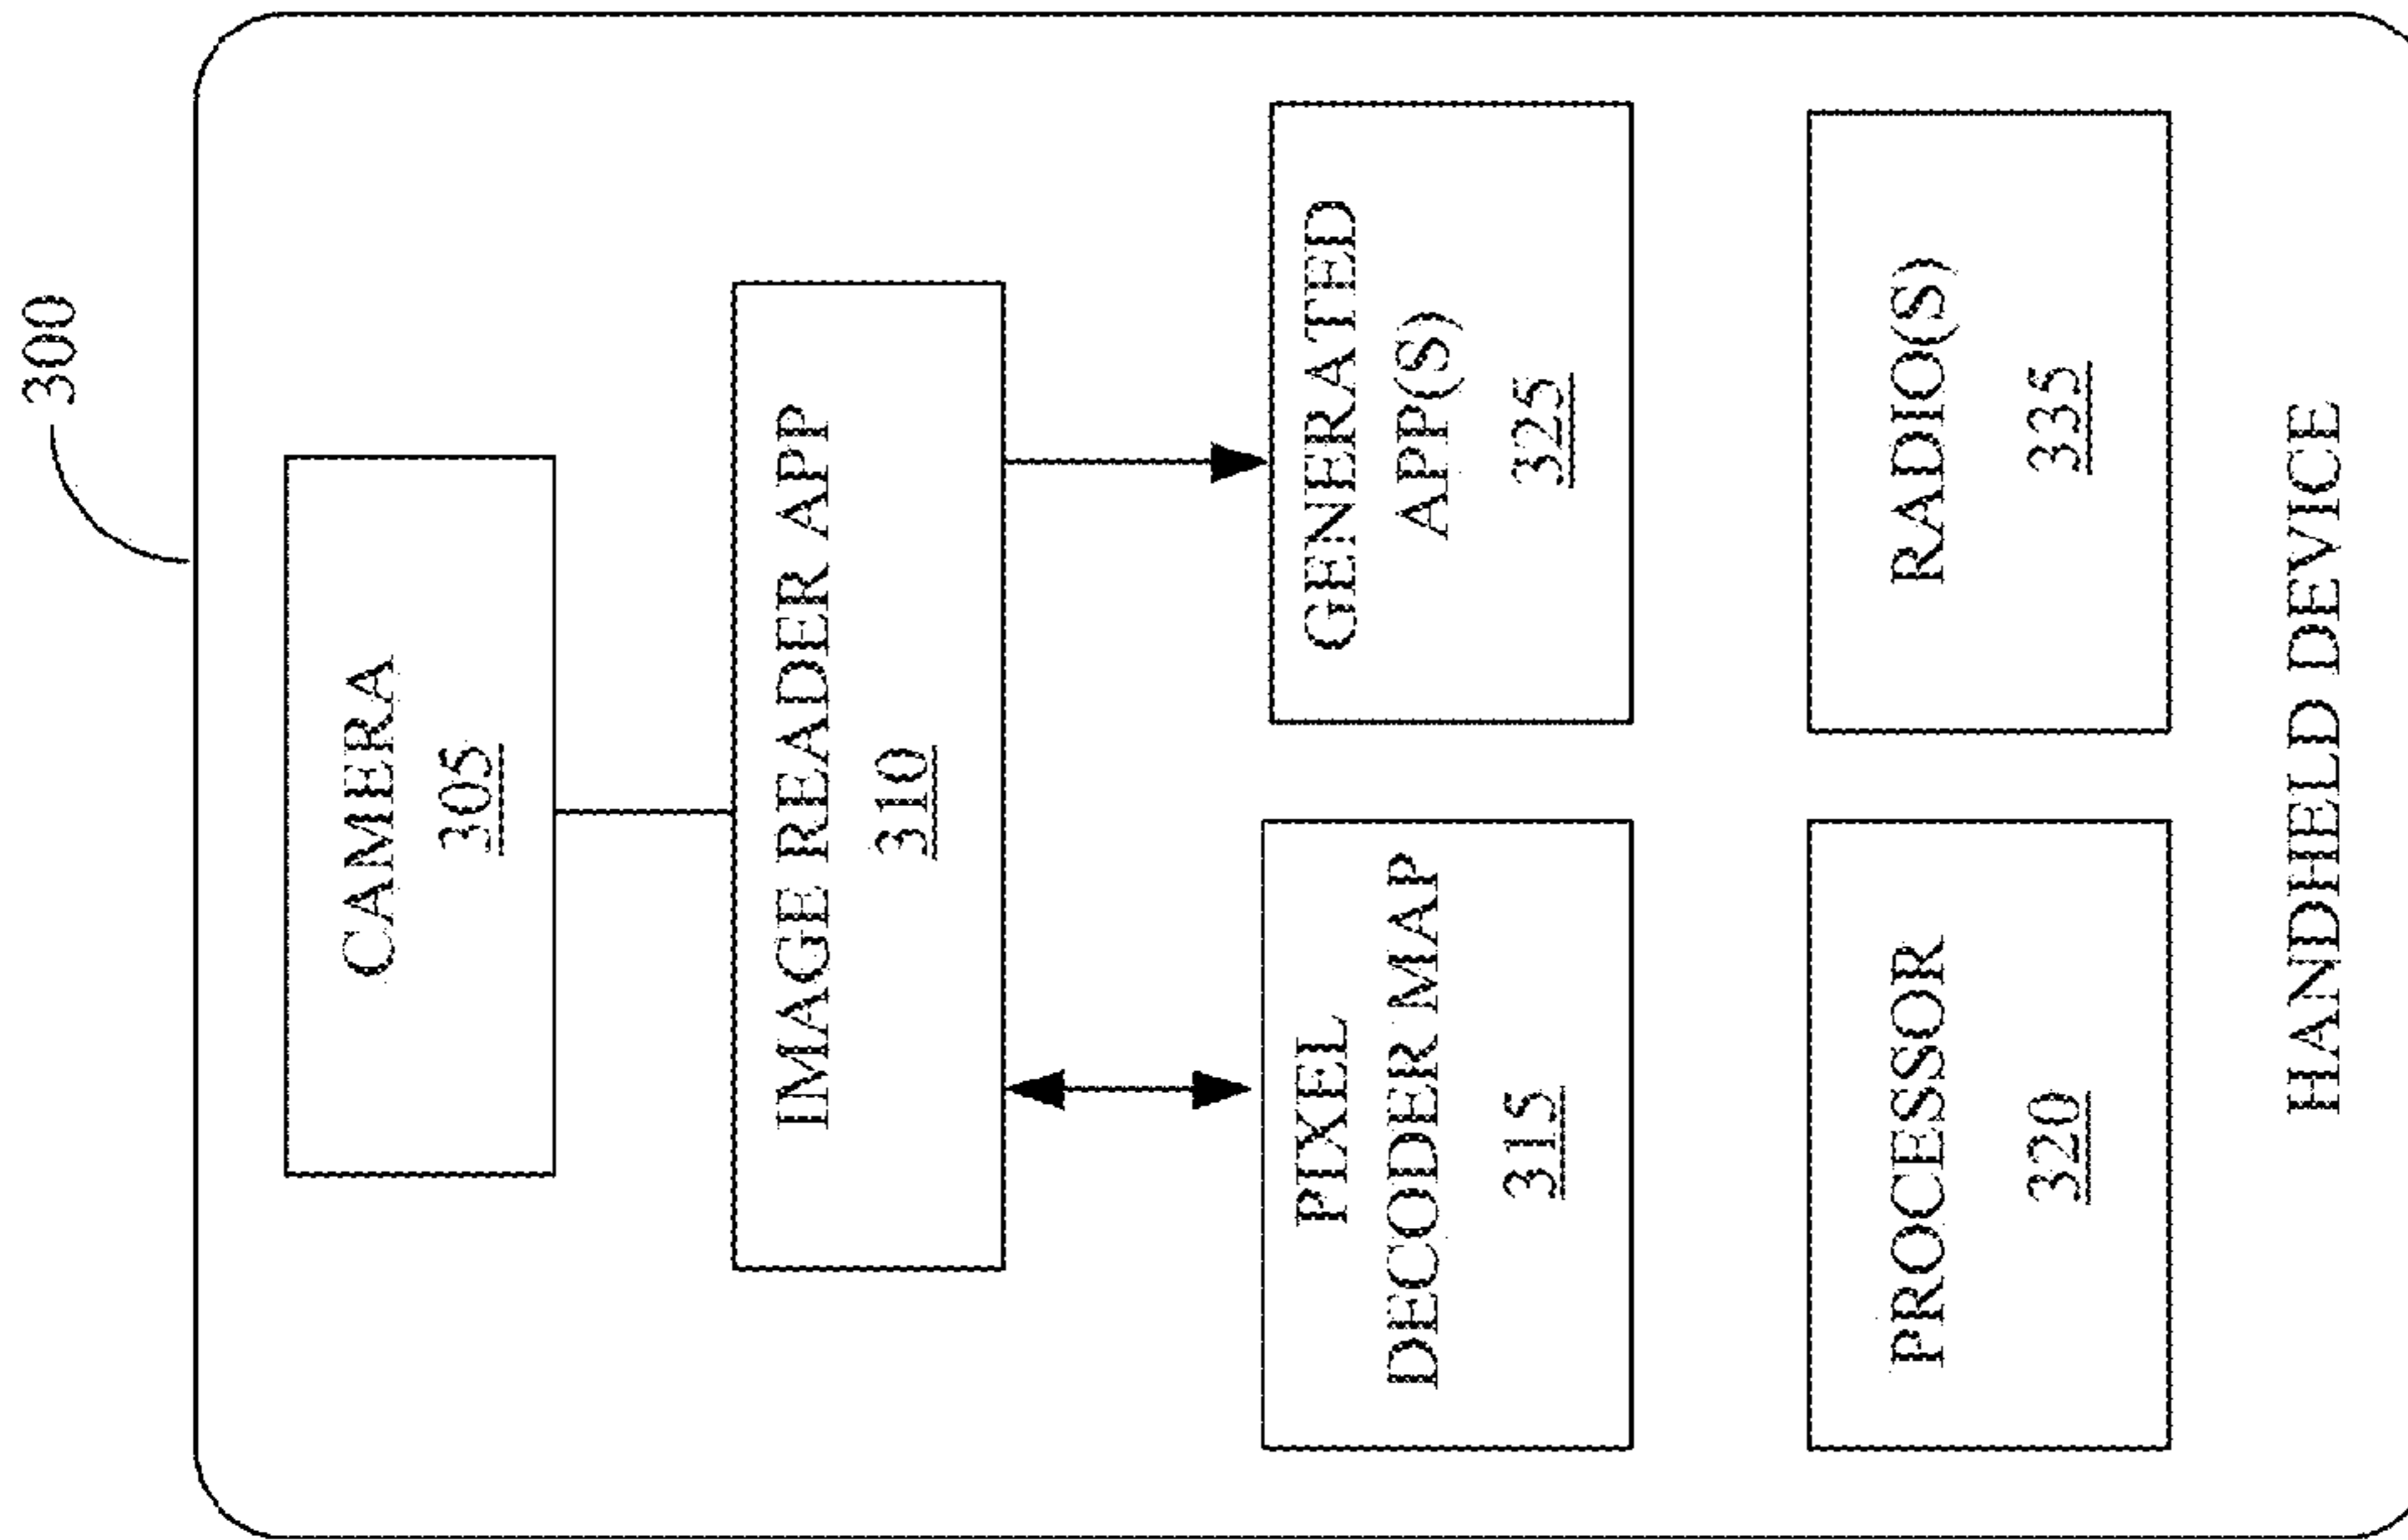 300
CAMERA
305
IMAGE READER APP
310
PIXEL
DECODER MAP
315
GENERATED
APP(S)
325
PROCESSOR
320
RADIO(S)
335
HANDHELD DEVICE